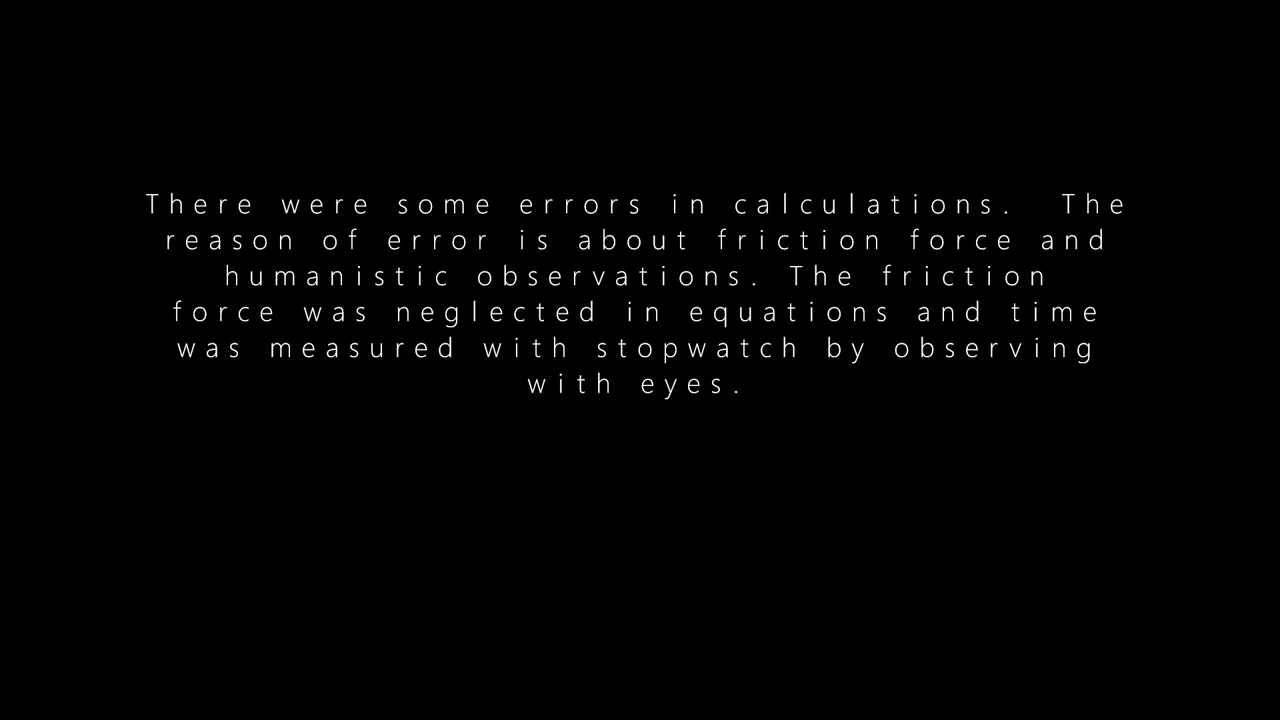 There were some errors in calculations.  The
reason of error is about friction force and
humanistic observations. The friction
force was neglected in equations and time
was measured with stopwatch by observing
with eyes.